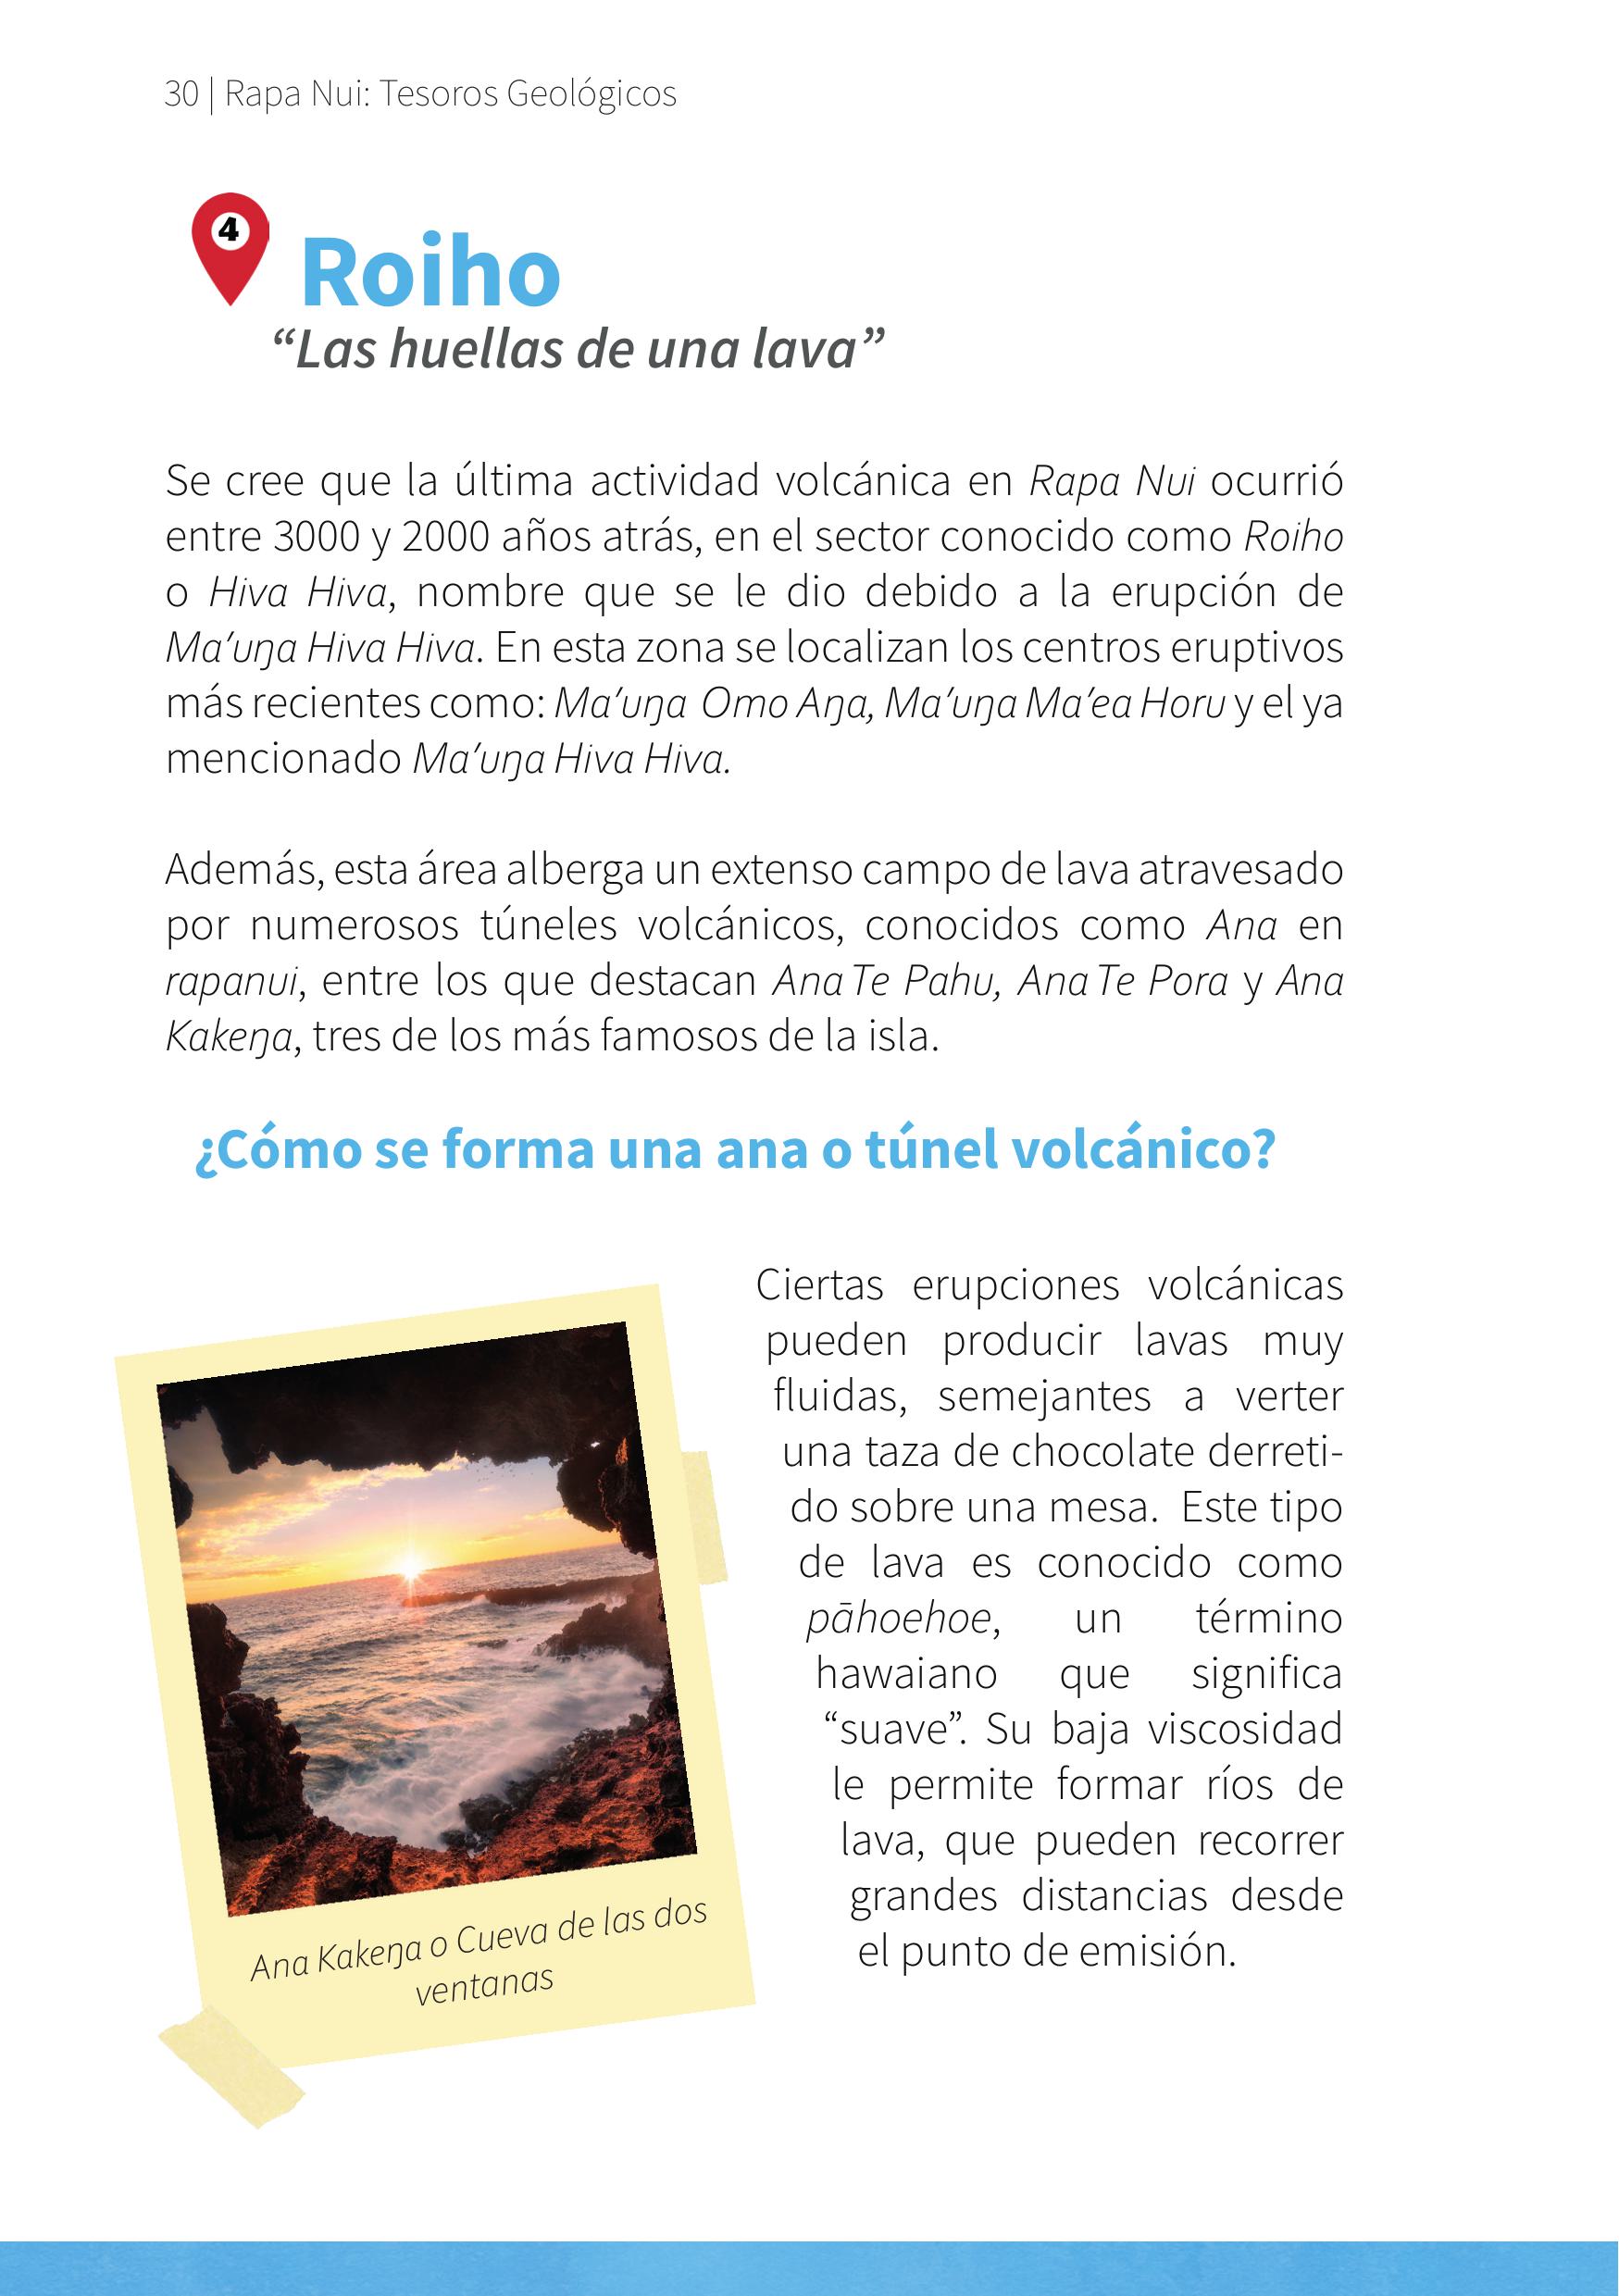 30 | Rapa Nui: Tesoros Geológicos
4
Roiho
“Las huellas de una lava”
Se cree que la última actividad volcánica en Rapa Nui ocurrió
entre 3000 y 2000 años atrás, en el sector conocido como Roiho
o Hiva Hiva, nombre que se le dio debido a la erupción de
Ma’uŋa Hiva Hiva. En esta zona se localizan los centros eruptivos
más recientes como: Ma’uŋa Omo Aŋa, Ma’uŋa Ma’ea Horu y el ya
mencionado Ma’uŋa Hiva Hiva.
Además, esta área alberga un extenso campo de lava atravesado
por numerosos túneles volcánicos, conocidos como Ana en
rapanui, entre los que destacan Ana Te Pahu, Ana Te Pora y Ana
Kakeŋa, tres de los más famosos de la isla.
¿Cómo se forma una ana o túnel volcánico?
Ciertas erupciones volcánicas
pueden producir lavas muy
fluidas, semejantes a verter
una taza de chocolate derreti-
do sobre una mesa. Este tipo
de lava es conocido como
pāhoehoe, un término
hawaiano que significa
“suave”. Su baja viscosidad
le permite formar ríos de
lava, que pueden recorrer
grandes distancias desde
el punto de emisión.
Ana Kakeŋa o Cueva de las dos
ventanas